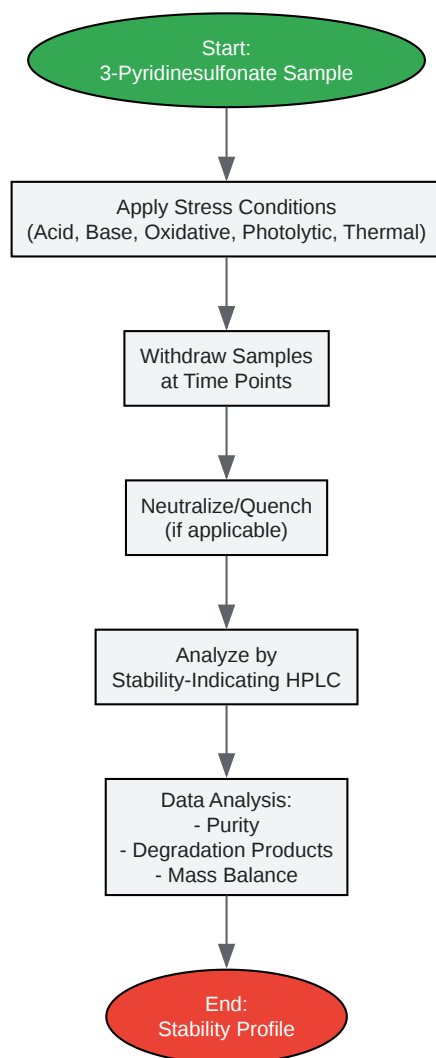 Start:
3-Pyridinesulfonate Sample
Apply Stress Conditions
(Acid, Base, Oxidative, Photolytic, Thermal)
Withdraw Samples
at Time Points
Neutralize/Quench
(if applicable)
Analyze by
Stability-Indicating HPLC
Data Analysis:
- Purity
- Degradation Products
- Mass Balance
End:
Stability Profile